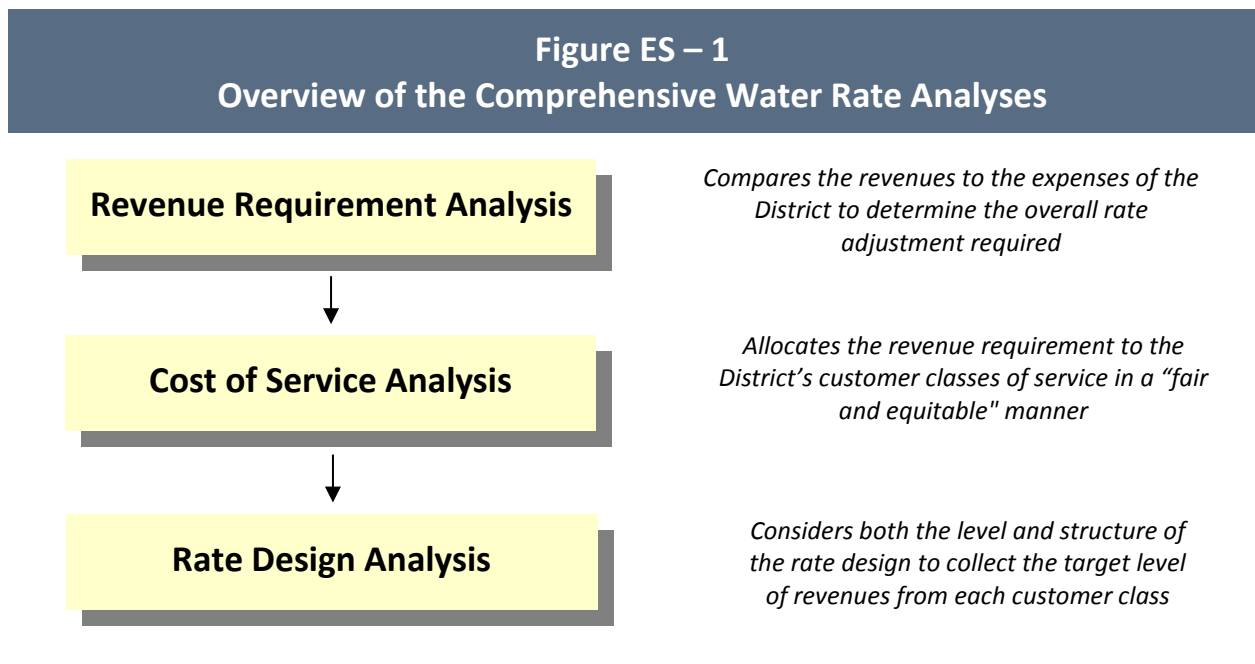 Figure ES – 1
Overview of the Comprehensive Water Rate Analyses
Revenue Requirement Analysis
Compares the revenues to the expenses of the
District to determine the overall rate
adjustment required
Cost of Service Analysis
Allocates the revenue requirement to the
District’s customer classes of service in a “fair
and equitable" manner
Rate Design Analysis
Considers both the level and structure of
the rate design to collect the target level
of revenues from each customer class